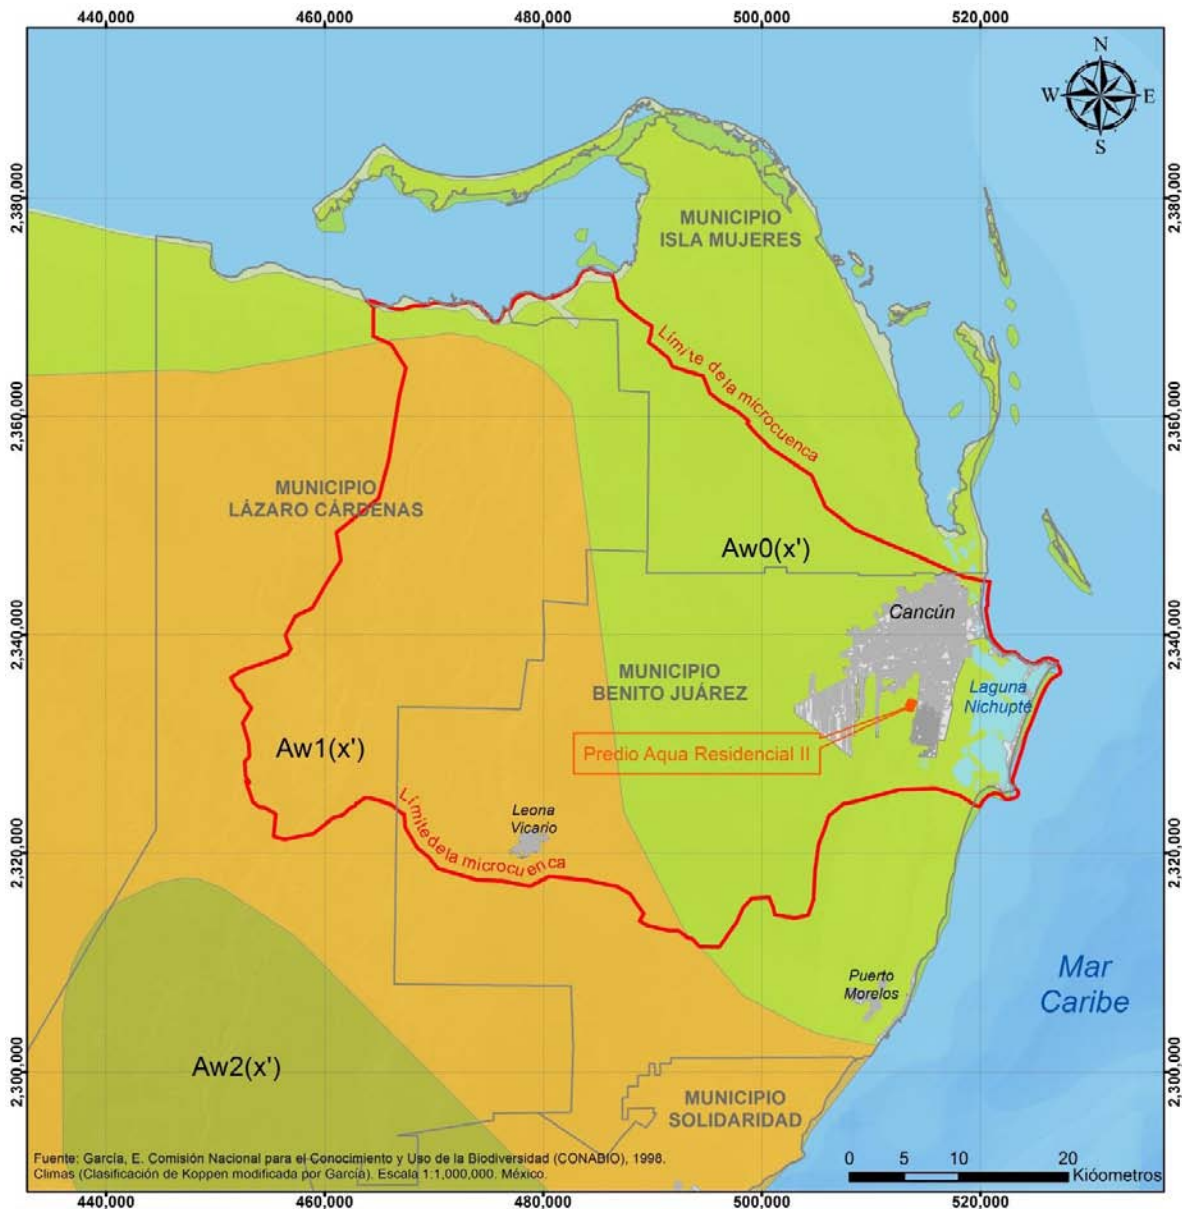 440,000 460,000 480,000 500,000 520,000
N
W E
S
2,380,000 2,380,000
MUNICIPIO
ISLA MUJERES
Límite de la microcuenca
2,360,000 2,360,000
MUNICIPIO
LÁZARO CÁRDENAS
Aw0(x')
Cancún
2,340,000 2,340,000
MUNICIPIO
BENITO JUÁREZ
Laguna
Nichupté
Predio Aqua Residencial II
Aw1(x')
Límite de la microcuenca
Leona
Vicario
2,320,000 2,320,000
Puerto
Morelos
Mar
Caribe
Aw2(x')
2,300,000 2,300,000
MUNICIPIO
SOLIDARIDAD
Fuente: García, E. Comisión Nacional para el Conocimiento y Uso de la Biodiversidad (CONABIO), 1998.
Climas (Clasificación de Koppen modificada por García). Escala 1:1,000,000. México.
0 5 10 20
Kióometros
440,000 460,000 480,000 500,000 520,000